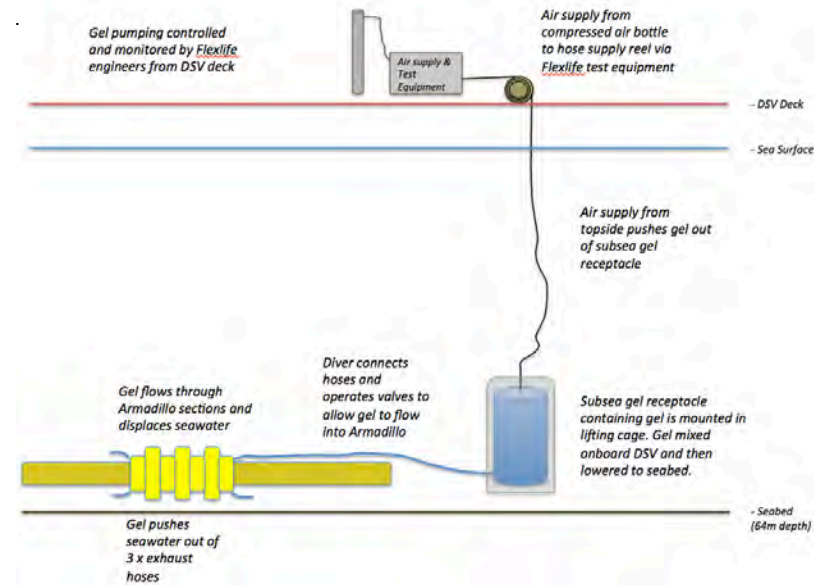 .
Gel pumping controlled
and monitored by Flexlife
engineers from DSV deck
Air supply &
Test
Equipment
Air supply from
compressed air bottle
to hose supply reel via
Flexlife test equipment
- DSV Deck
- Sea Surface
Air supply from
topside pushes gel out
of subsea gel
receptacle
Diver connects
hoses and
operates valves to
allow gel to flow
into Armadillo
Gel flows through
Armadillo sections and
displaces seawater
Subsea gel receptacle
containing gel is mounted in
lifting cage. Gel mixed
onboard DSV and then
lowered to seabed.
- Seabed
(64m depth)
Gel pushes
seawater out of
3 x exhaust
hoses